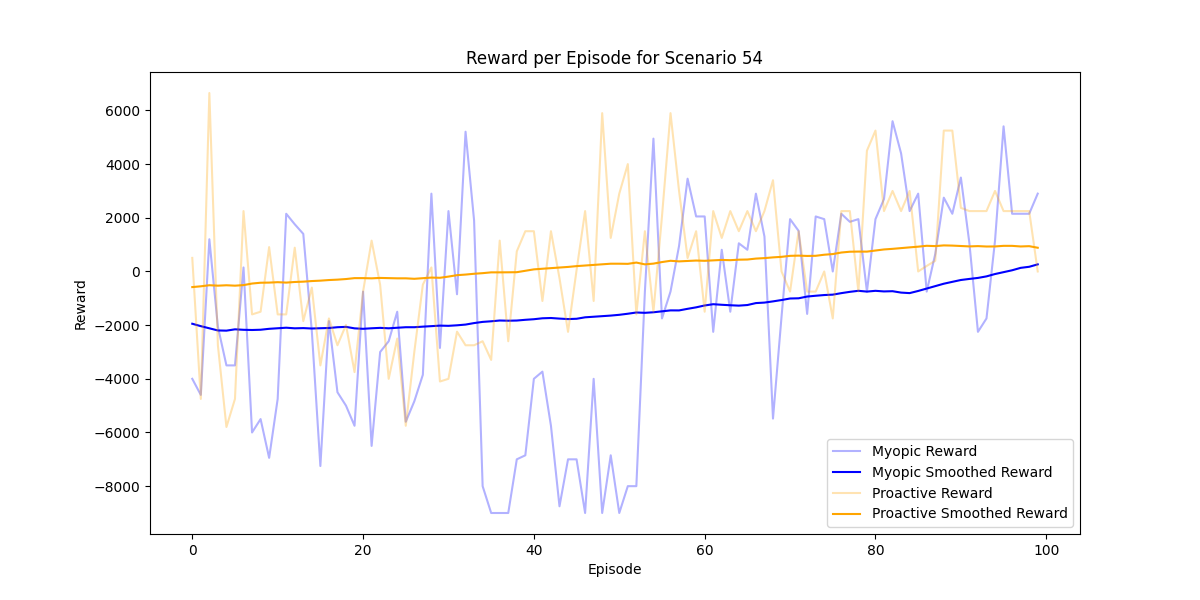 Reward per Episode for Scenario 54
Reward
6000
4000
2000
0
−2000
−4000
−6000
−8000
0 20 40 60 80 100
Episode
Myopic Reward
Myopic Smoothed Reward
Proactive Reward
Proactive Smoothed Reward